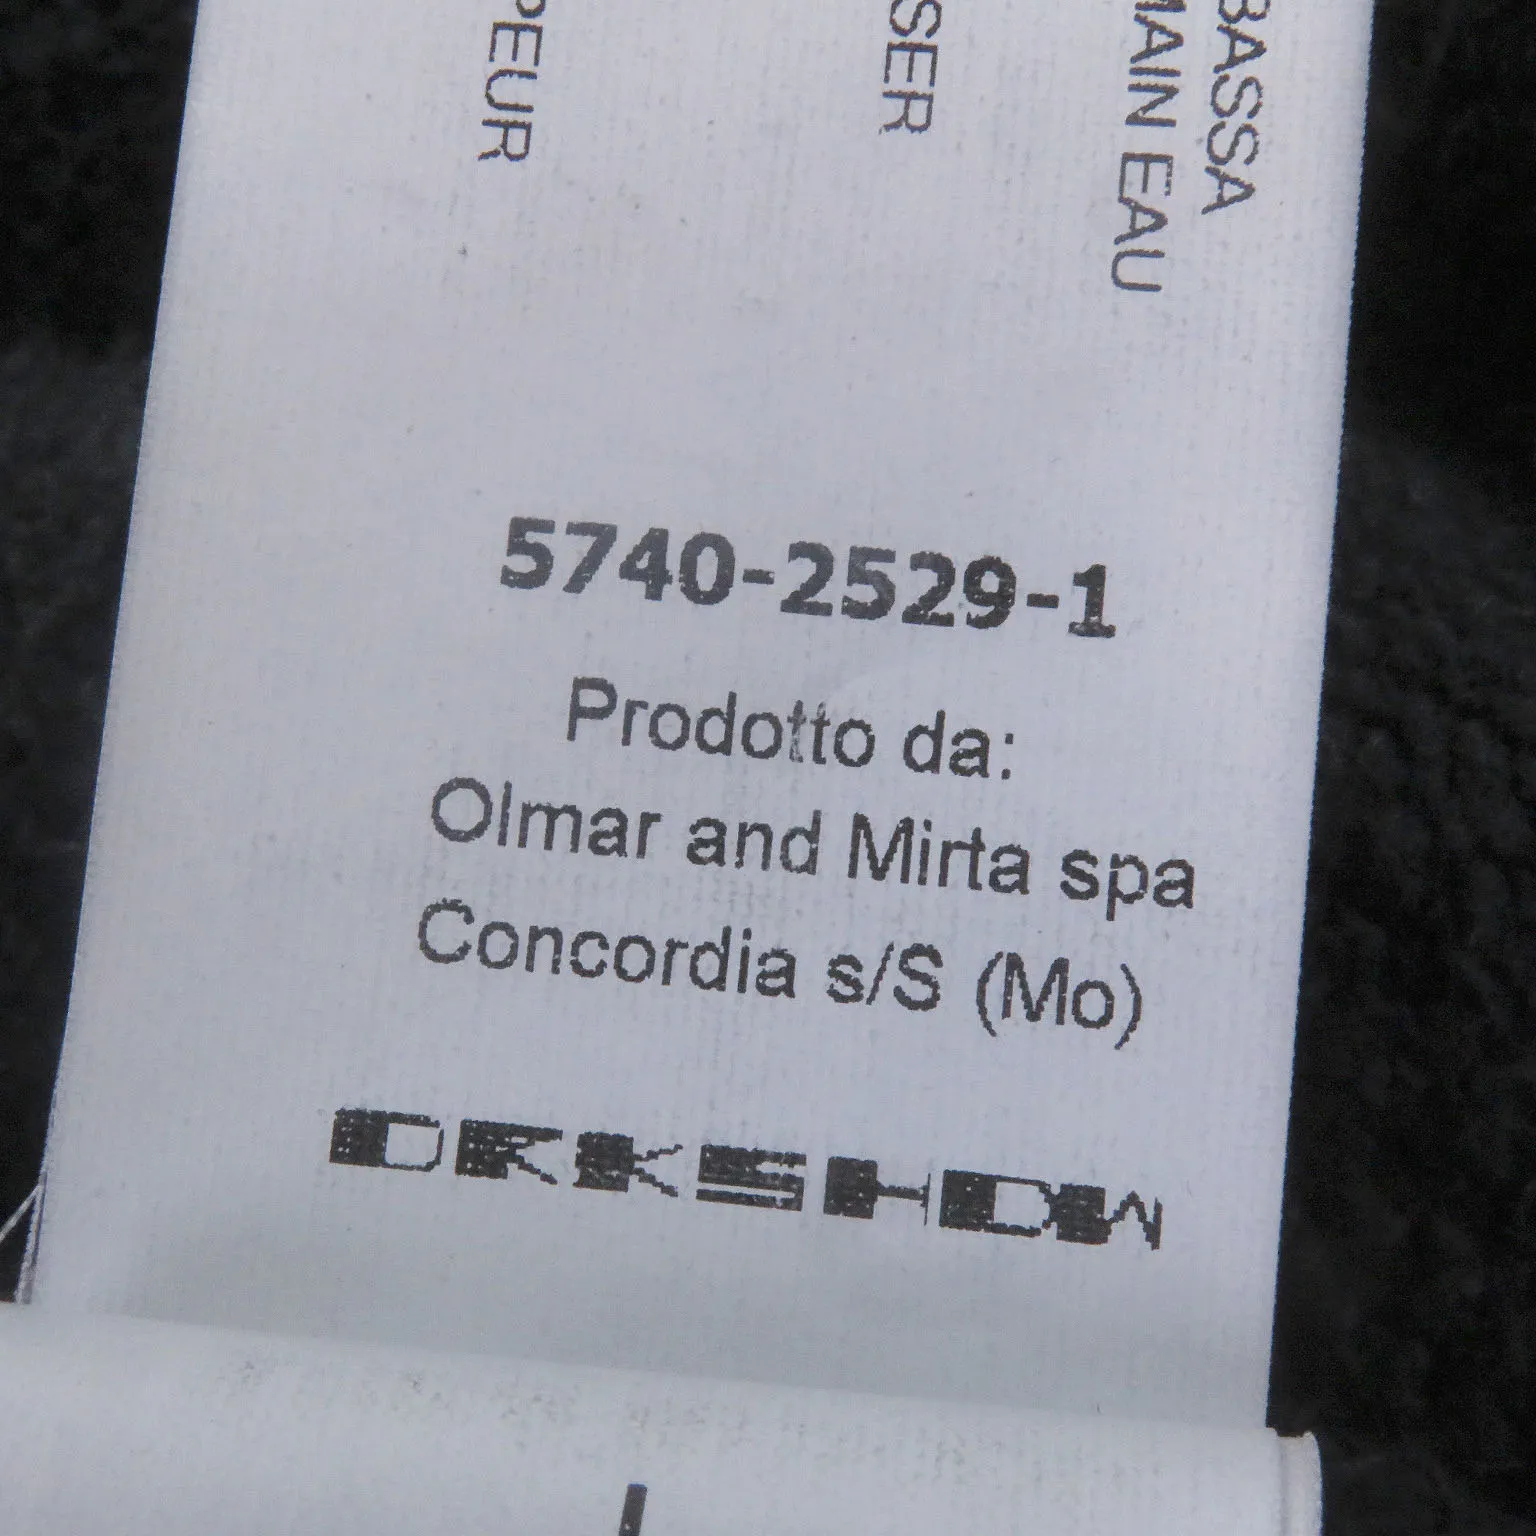 PEUR
SER
MAIN EAU
BASSA
5740-2529-1
Prodotto da:
Olmar and Mirta spa
Concordia s/S (Mo)
DRKSHDW